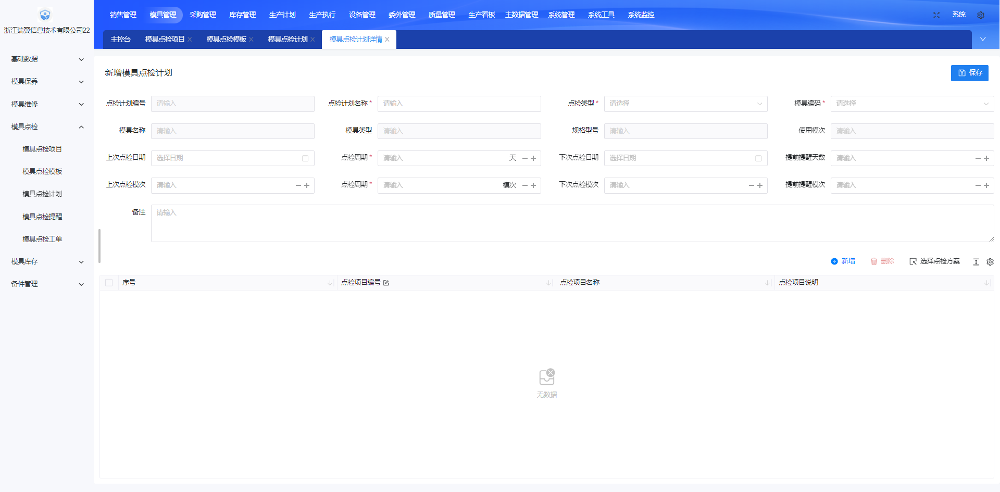 浙江瑞翼信息技术有限公司22
销售管理 模具管理 采购管理 库存管理 生产计划 生产执行 设备管理 委外管理 质量管理 生产看板 主数据管理 系统管理 系统工具 系统监控 系统
主控台 模具点检项目 模具点检模板 模具点检计划 模具点检计划详情
基础数据
模具保养
模具维修
模具点检
模具点检项目
模具点检模板
模具点检计划
模具点检提醒
模具点检工单
模具库存
备件管理
新增模具点检计划 保存
点检计划编号 请输入 点检计划名称* 请输入 点检类型* 请选择 模具编码* 请选择
模具名称 请输入 模具类型 请输入 规格型号 请输入 使用模次 请输入
上次点检日期 选择日期 点检周期* 请输入 天 下次点检日期 选择日期 提前提醒天数 请输入
上次点检模次 请输入 点检周期* 请输入 模次 下次点检模次 请输入 提前提醒模次 请输入
备注 请输入
新增 删除 选择点检方案
序号 点检项目编号 点检项目名称 点检项目说明
无数据